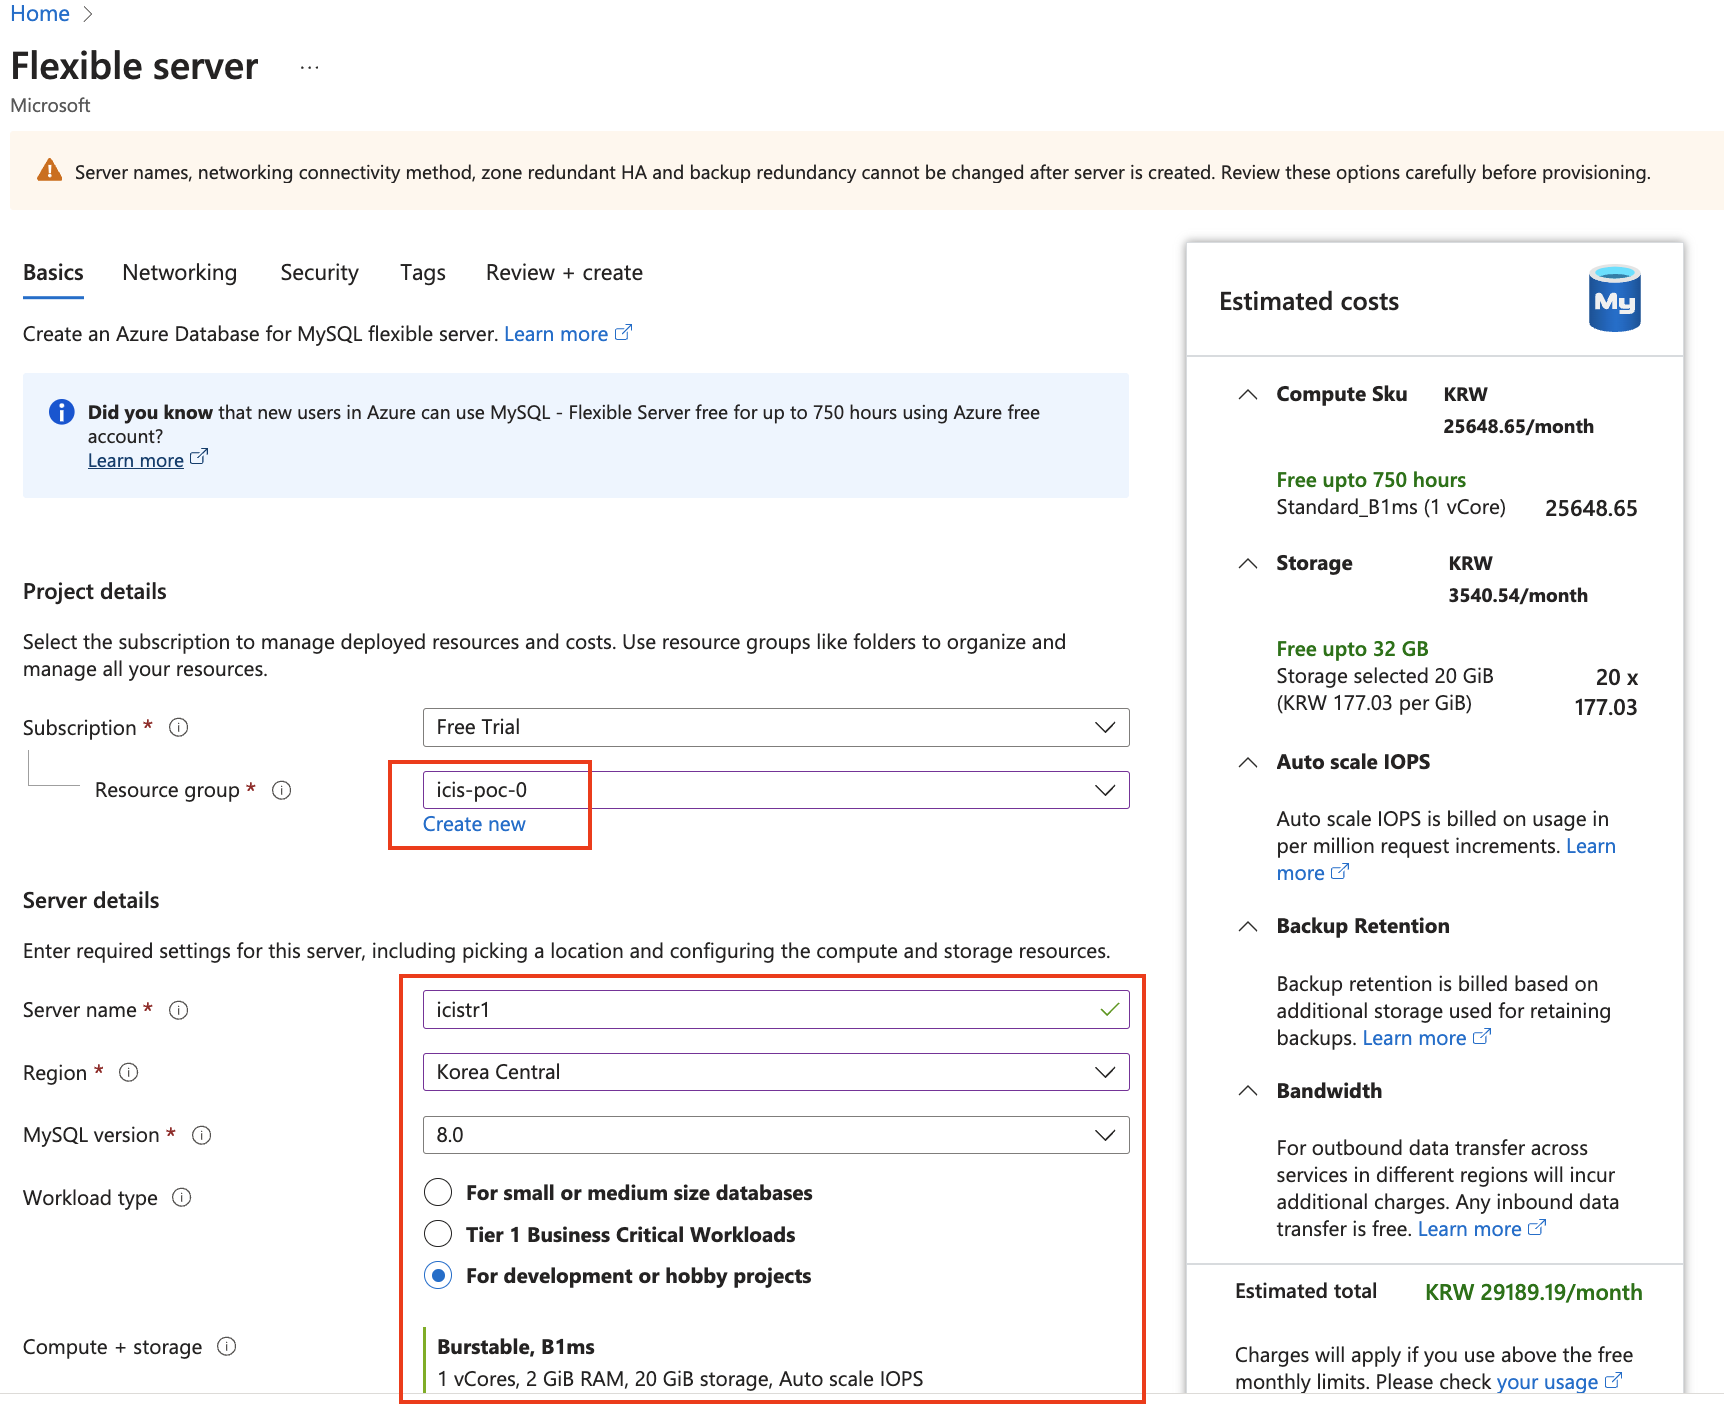 Home
Flexible server ...
Microsoft
Server names, networking connectivity method, zone redundant HA and backup redundancy cannot be changed after server is created. Review these options carefully before provisioning.
Basics Networking Security Tags Review + create
Create an Azure Database for MySQL flexible server. Learn more
Did you know that new users in Azure can use MySQL - Flexible Server free for up to 750 hours using Azure free
account?
Learn more
Project details
Select the subscription to manage deployed resources and costs. Use resource groups like folders to organize and
manage all your resources.
Subscription *
Free Trial
Resource group *
icis-poc-0
Create new
Server details
Enter required settings for this server, including picking a location and configuring the compute and storage resources.
Server name *
icistr1
Region *
Korea Central
MySQL version *
8.0
Workload type
For small or medium size databases
Tier 1 Business Critical Workloads
For development or hobby projects
Compute + storage
Burstable, B1ms
1 vCores, 2 GiB RAM, 20 GiB storage, Auto scale IOPS
Estimated costs
My
Compute Sku KRW
25648.65/month
Free upto 750 hours
Standard_B1ms (1 vCore) 25648.65
Storage KRW
3540.54/month
Free upto 32 GB
Storage selected 20 GiB 20 x
(KRW 177.03 per GiB) 177.03
Auto scale IOPS
Auto scale IOPS is billed on usage in
per million request increments. Learn
more
Backup Retention
Backup retention is billed based on
additional storage used for retaining
backups. Learn more
Bandwidth
For outbound data transfer across
services in different regions will incur
additional charges. Any inbound data
transfer is free. Learn more
Estimated total KRW 29189.19/month
Charges will apply if you use above the free
monthly limits. Please check your usage